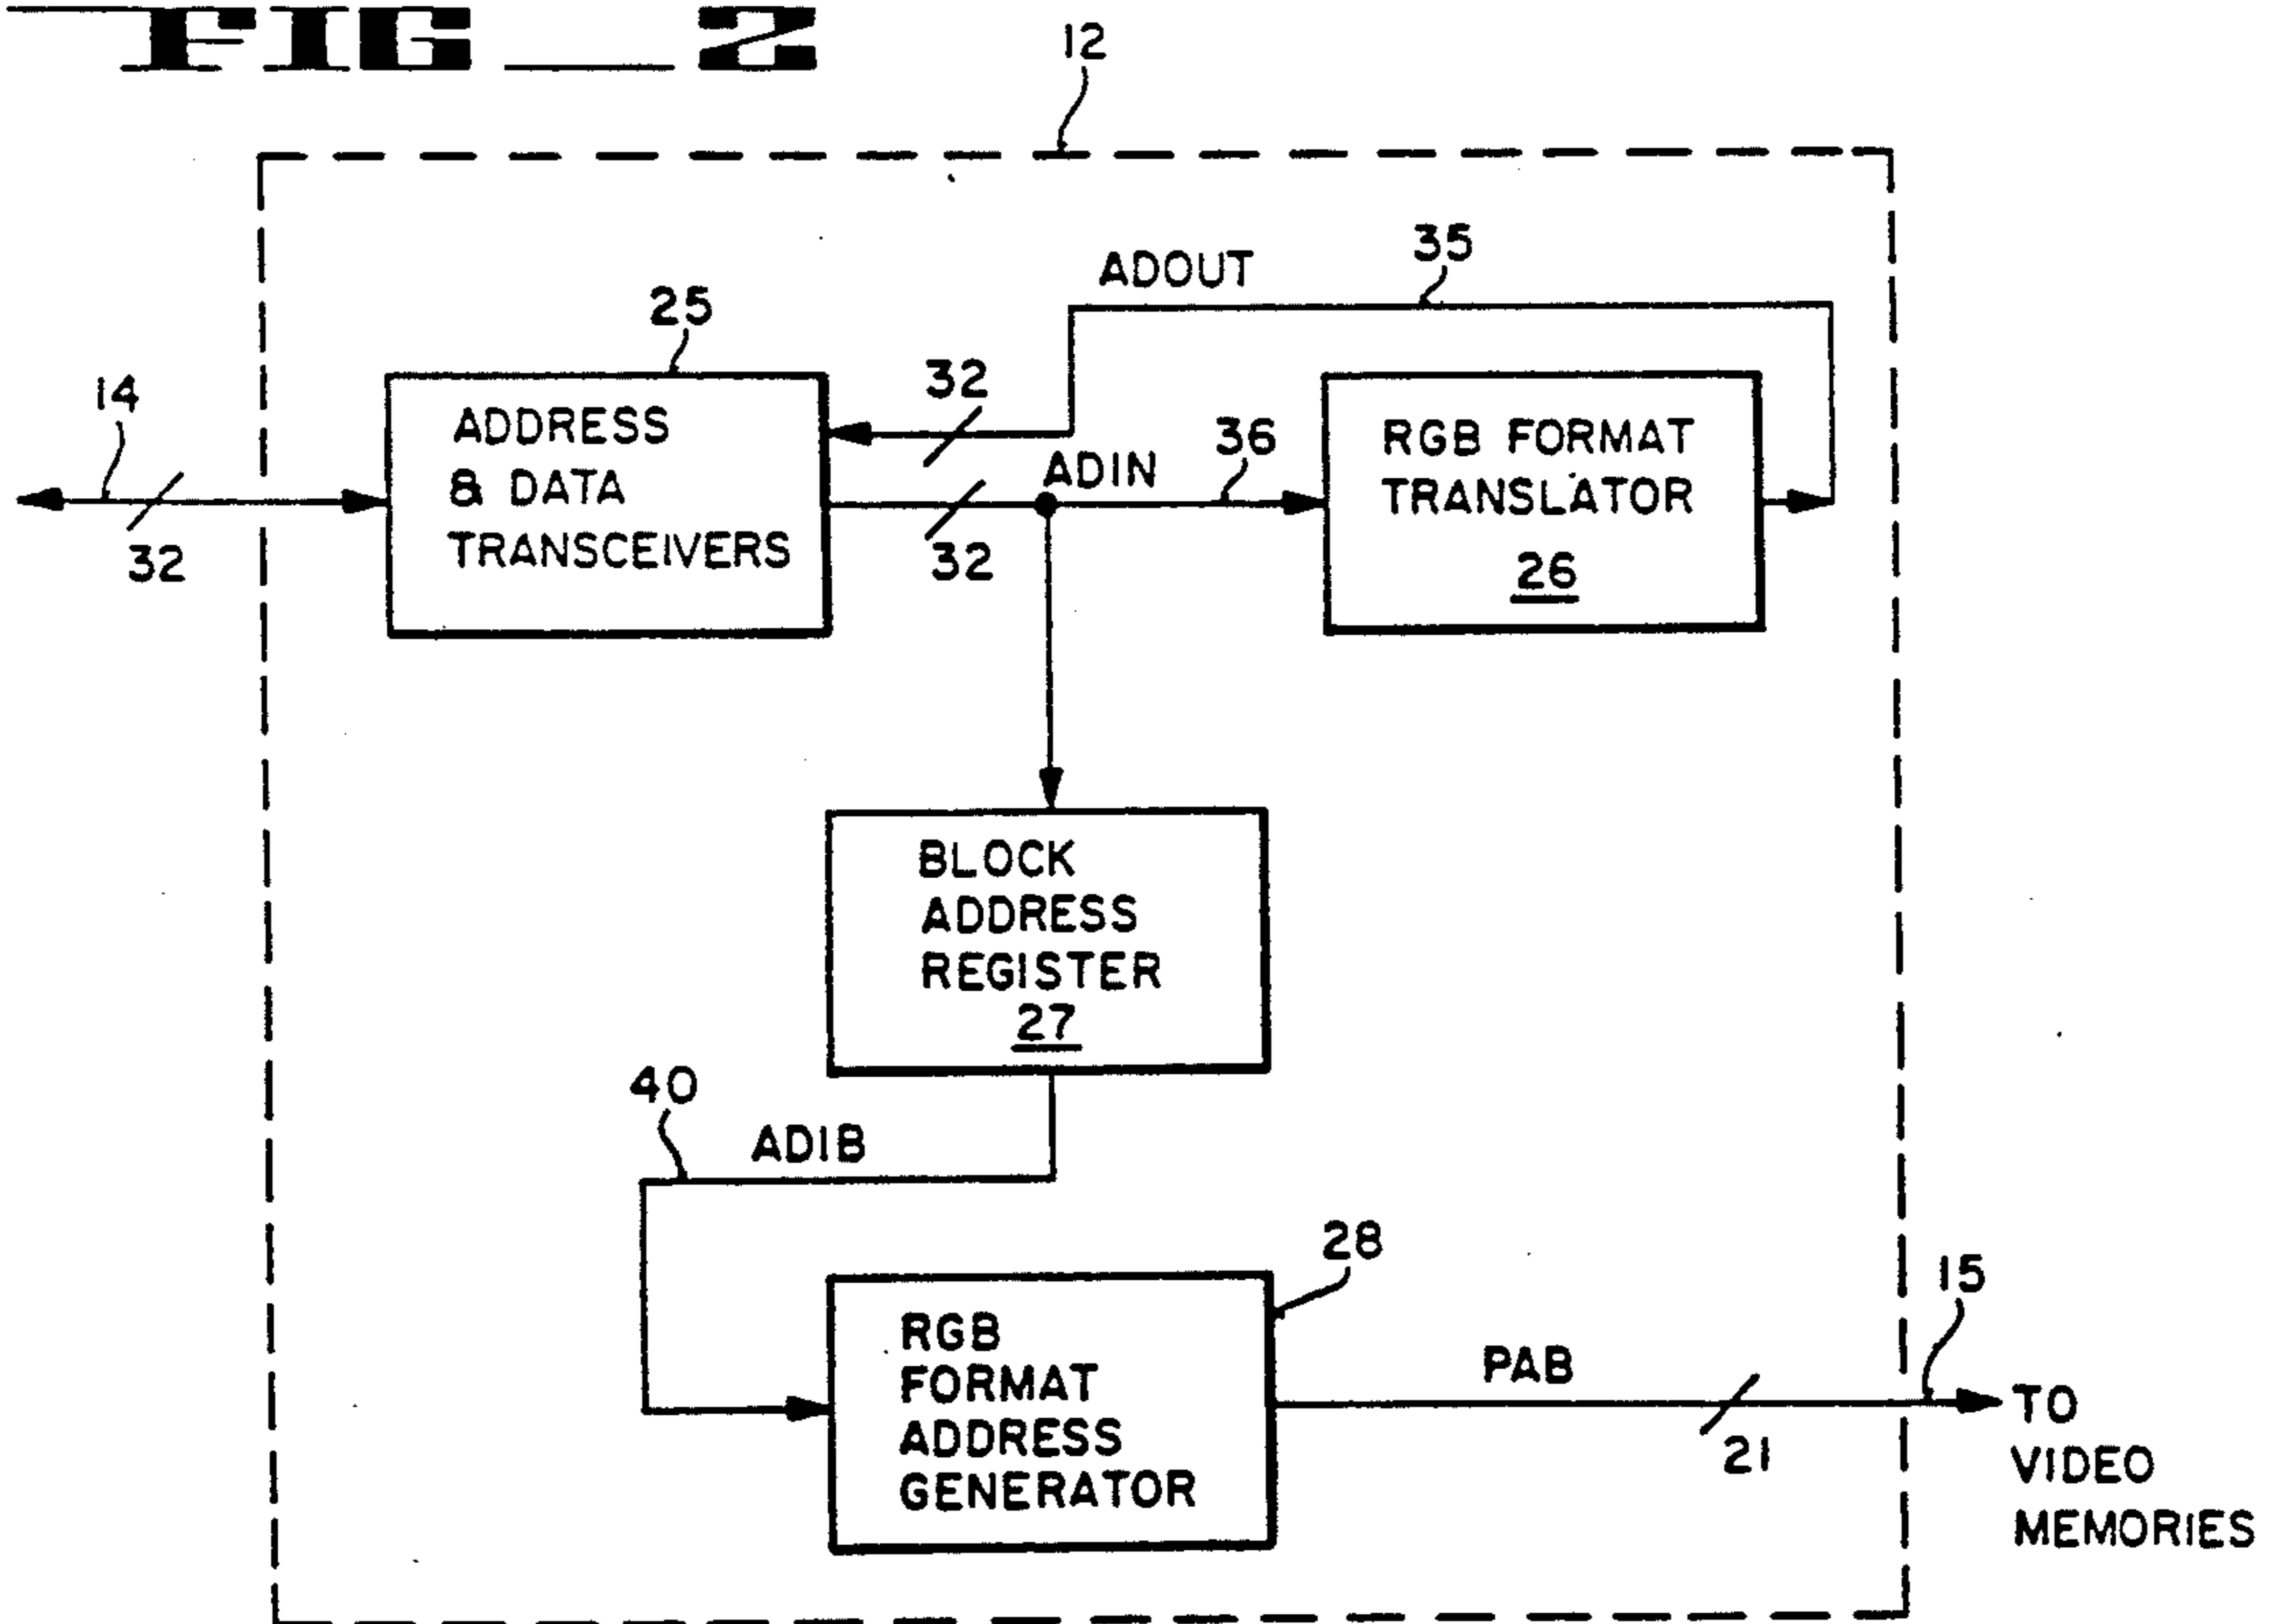 FIG__2
12
35
ADOUT
25
32
14
ADIN
36
ADDRESS
& DATA
TRANSCEIVERS
RGB FORMAT
TRANSLATOR
26
32
32
BLOCK
ADDRESS
REGISTER
27
40
ADIB
28
RGB
FORMAT
ADDRESS
GENERATOR
PAB
21
15
TO
VIDEO
MEMORIES